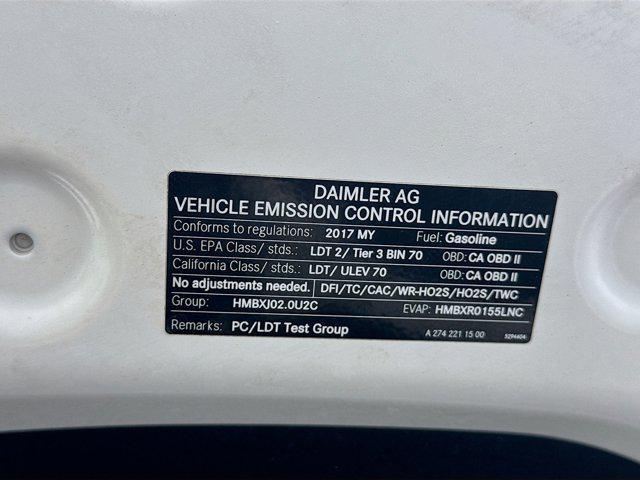 DAIMLER AG
VEHICLE EMISSION CONTROL INFORMATION
Conforms to regulations: 2017 MY Fuel: Gasoline
U.S. EPA Class/ stds.: LDT 2/ Tier 3 BIN 70 OBD: CA OBD II
California Class/ stds.: LDT/ ULEV 70 OBD: CA OBD II
No adjustments needed. DFI/TC/CAC/WR-HO2S/HO2S/TWC
Group: HMBXJ02.0U2C EVAP: HMBXR0155LNC
Remarks: PC/LDT Test Group A 274 221 15 00 5294404